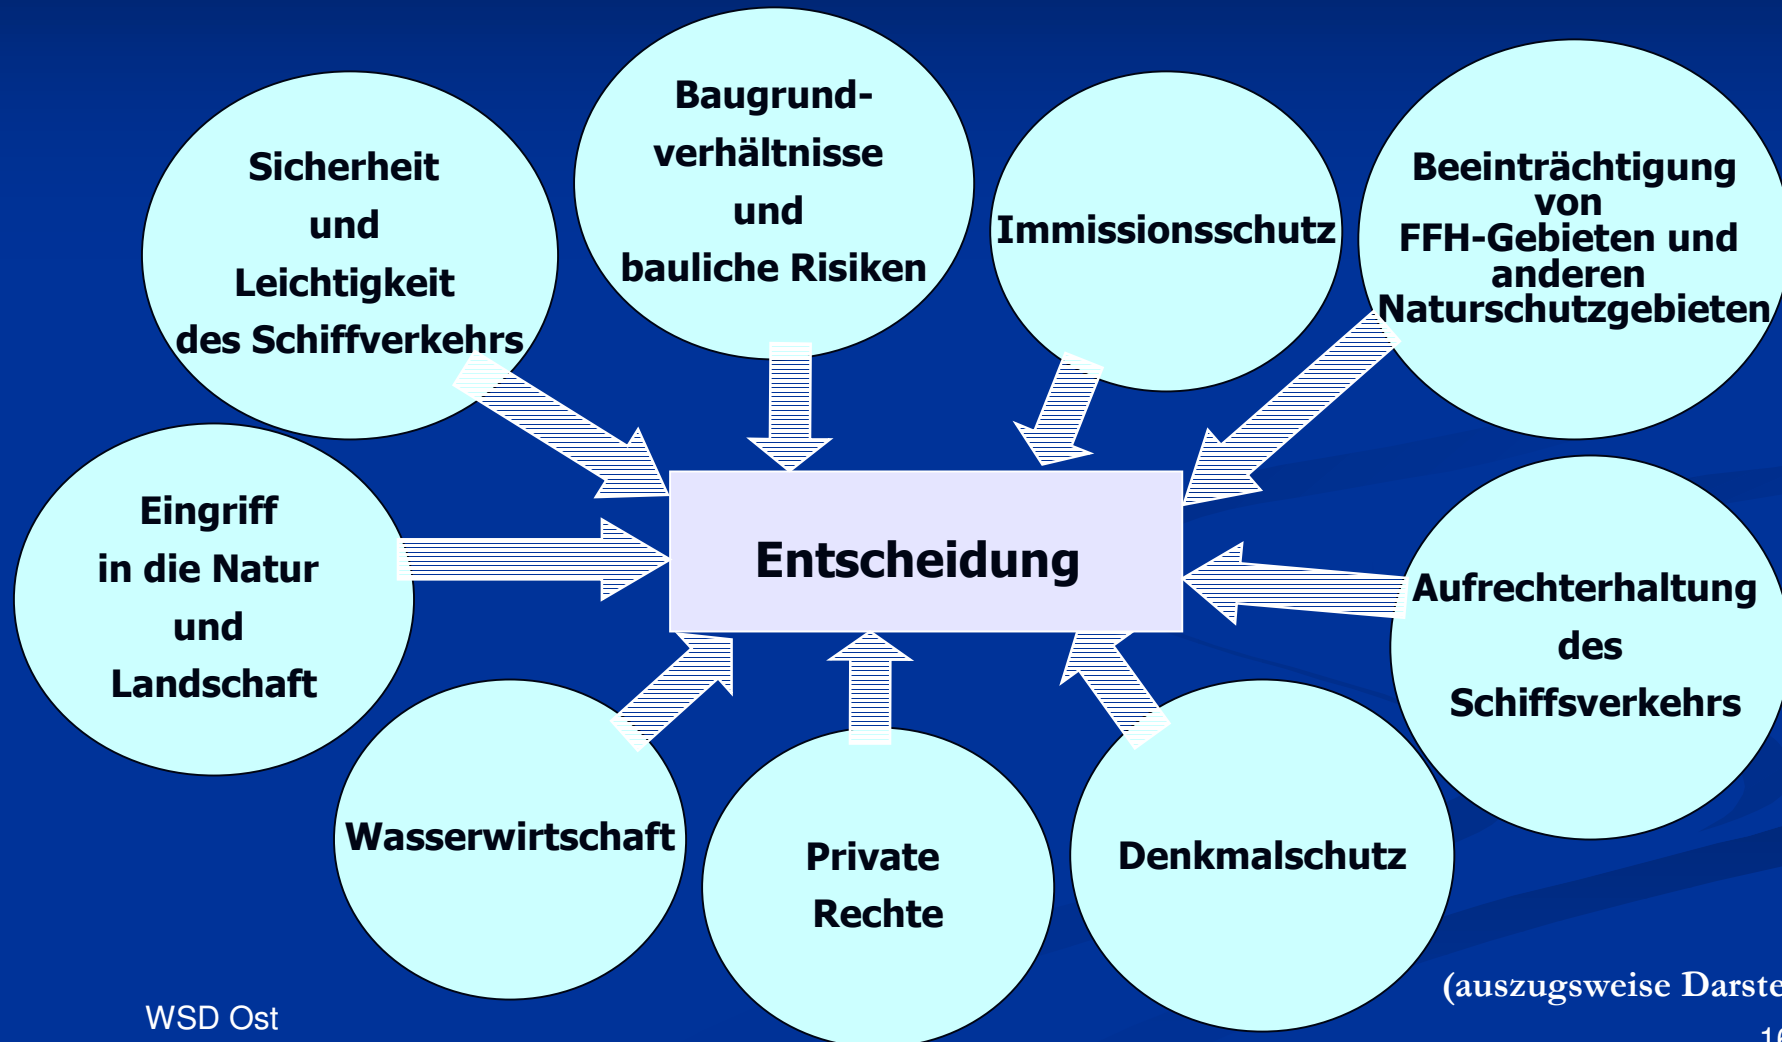 Sicherheit
und
Leichtigkeit
des Schiffverkehrs
Baugrund-
verhältnisse
und
bauliche Risiken
Immissionsschutz
Beeinträchtigung
von
FFH-Gebieten und
anderen
Naturschutzgebieten
Eingriff
in die Natur
und
Landschaft
Entscheidung
Aufrechterhaltung
des
Schiffsverkehrs
Wasserwirtschaft
Private
Rechte
Denkmalschutz
(auszugsweise
WSD Ost